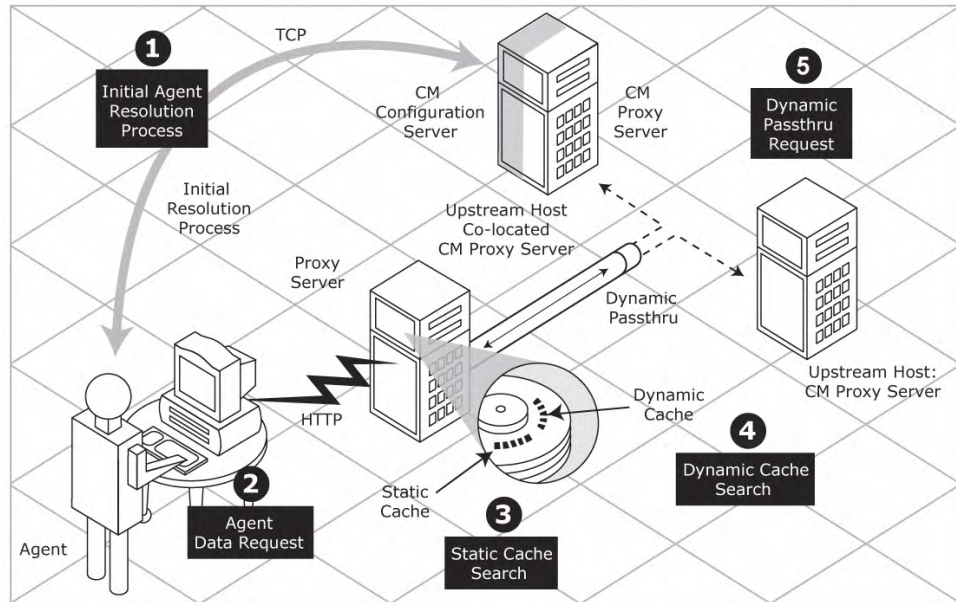 1
Initial Agent
Resolution
Process
TCP
CM
Configuration
Server
CM
Proxy
Server
5
Dynamic
Passthru
Request
Initial
Resolution
Process
Upstream Host
Co-located
CM Proxy Server
Proxy
Server
Dynamic
Passthru
Upstream Host:
CM Proxy Server
HTTP
Dynamic
Cache
4
Dynamic Cache
Search
Static
Cache
2
Agent
Data Request
3
Static Cache
Search
Agent